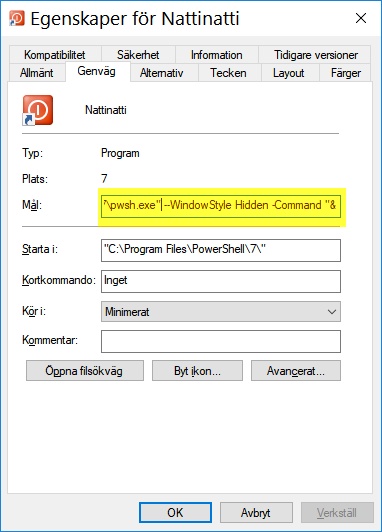 Egenskaper för Nattinatti
Kompatibilitet Säkerhet Information Tidigare versioner
Allmänt Genväg Alternativ Tecken Layout Färger
Nattinatti
Typ: Program
Plats: 7
Mål: 7\pwsh.exe" --WindowStyle Hidden -Command "&
Starta i: "C:\Program Files\PowerShell\7\"
Kortkommando: Inget
Kör i: Minimerat
Kommentar:
Öppna filsökväg Byt ikon... Avancerat...
OK Avbryt Verkställ